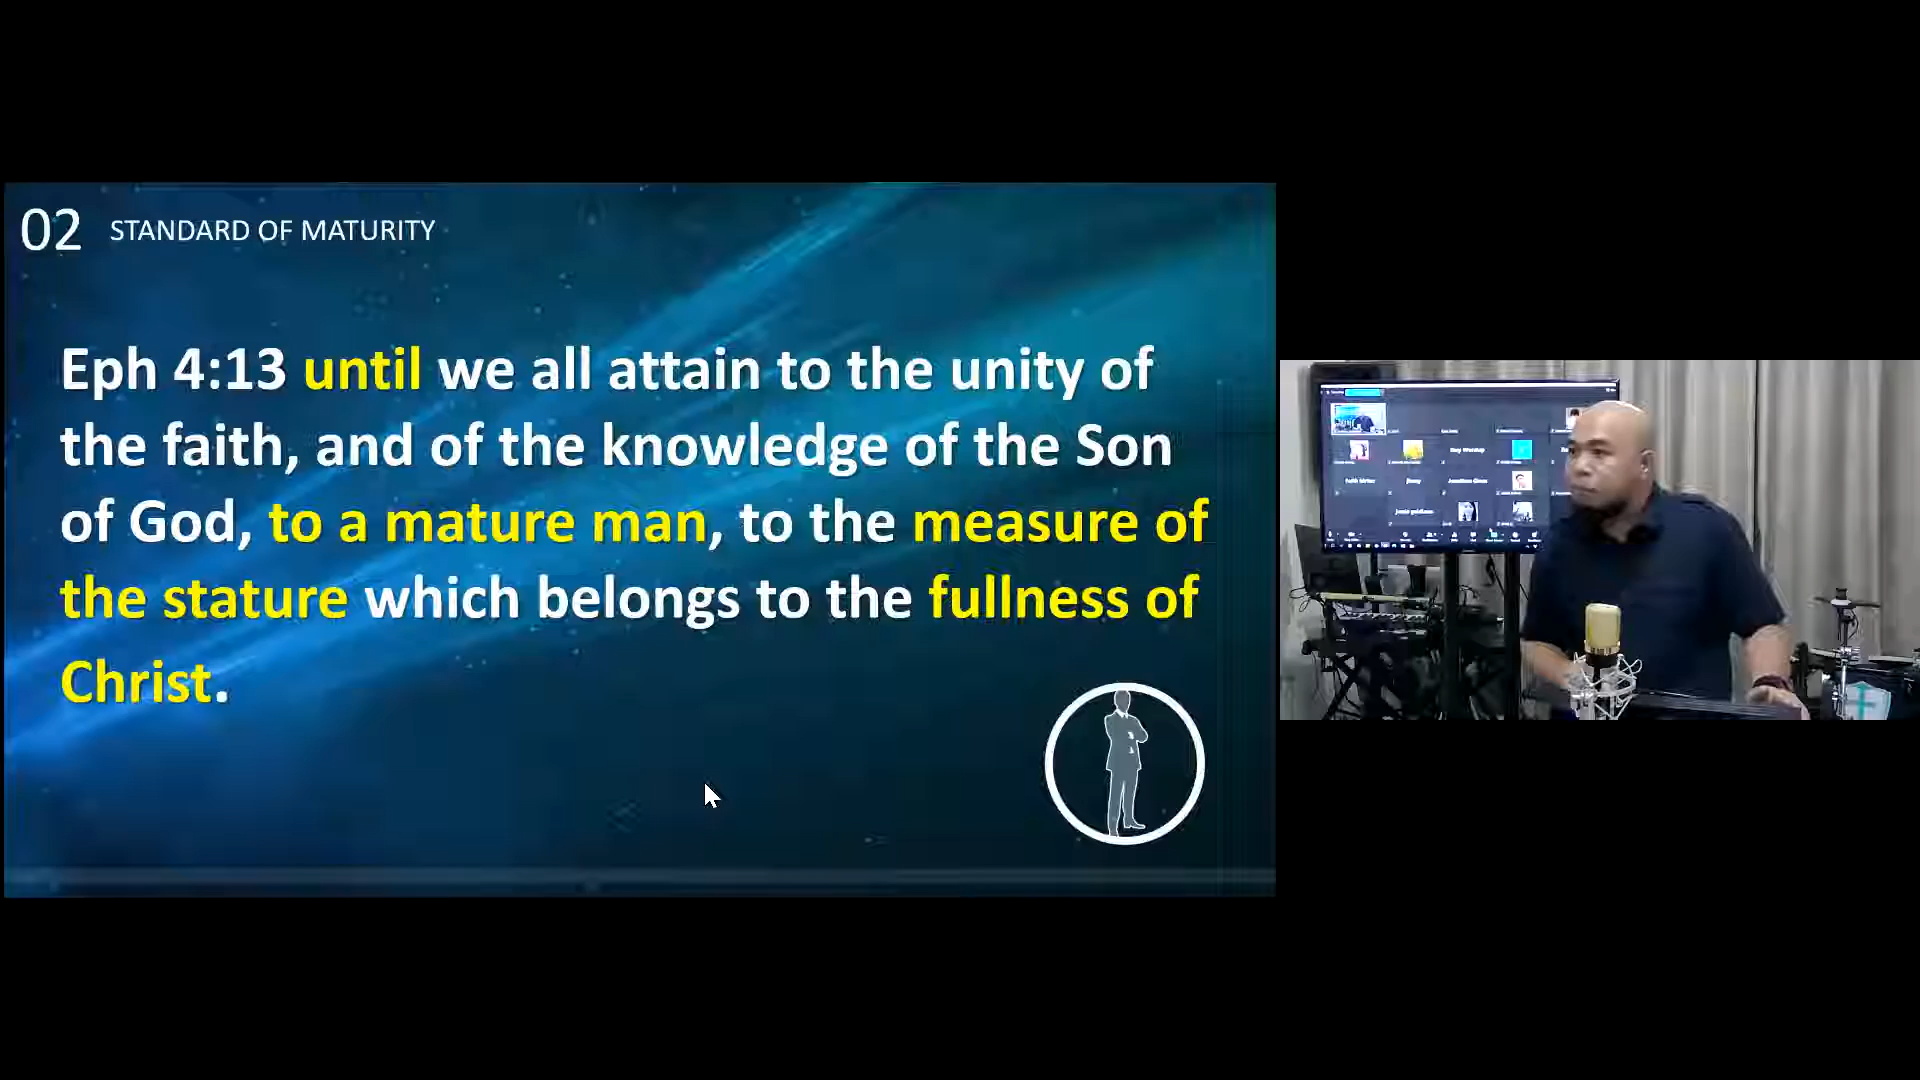 02 STANDARD OF MATURITY
Eph 4:13 until we all attain to the unity of
the faith, and of the knowledge of the Son
of God, to a mature man, to the measure of
the stature which belongs to the fullness of
Christ.